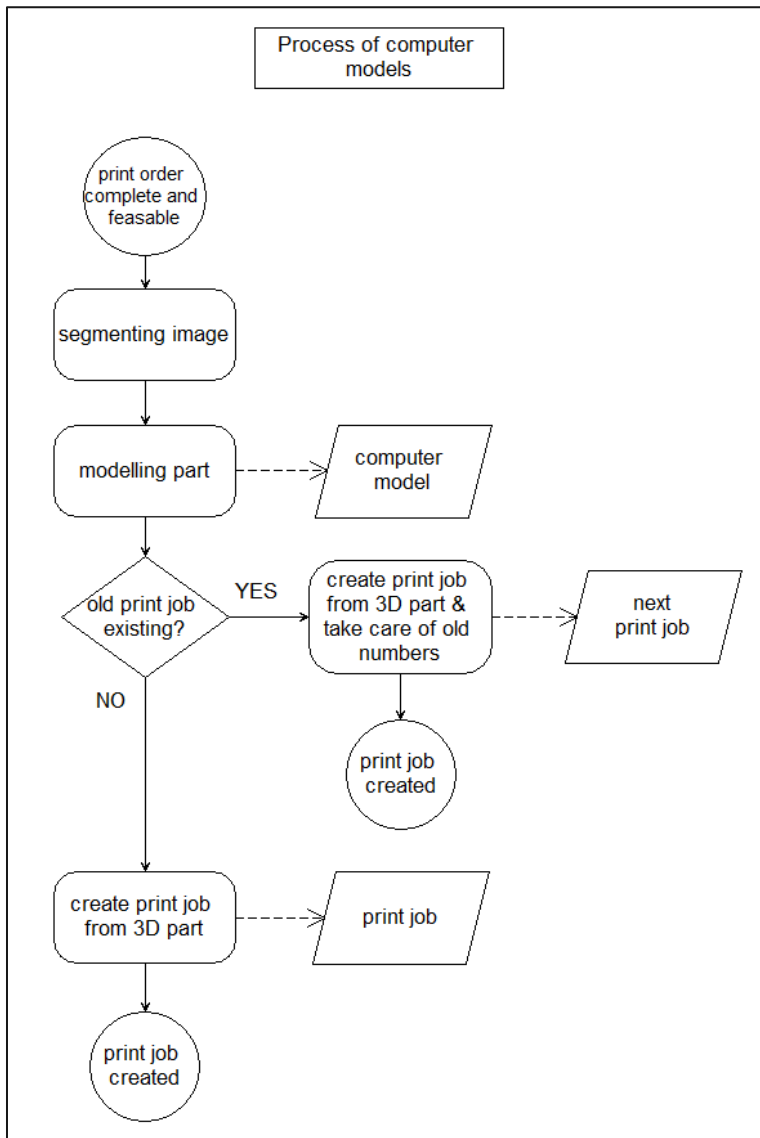 Process of computer
models
print order
complete and
feasable
segmenting image
modelling part
computer
model
old print job
existing?
YES
create print job
from 3D part &
take care of old
numbers
next
print job
NO
print job
created
create print job
from 3D part
print job
print job
created